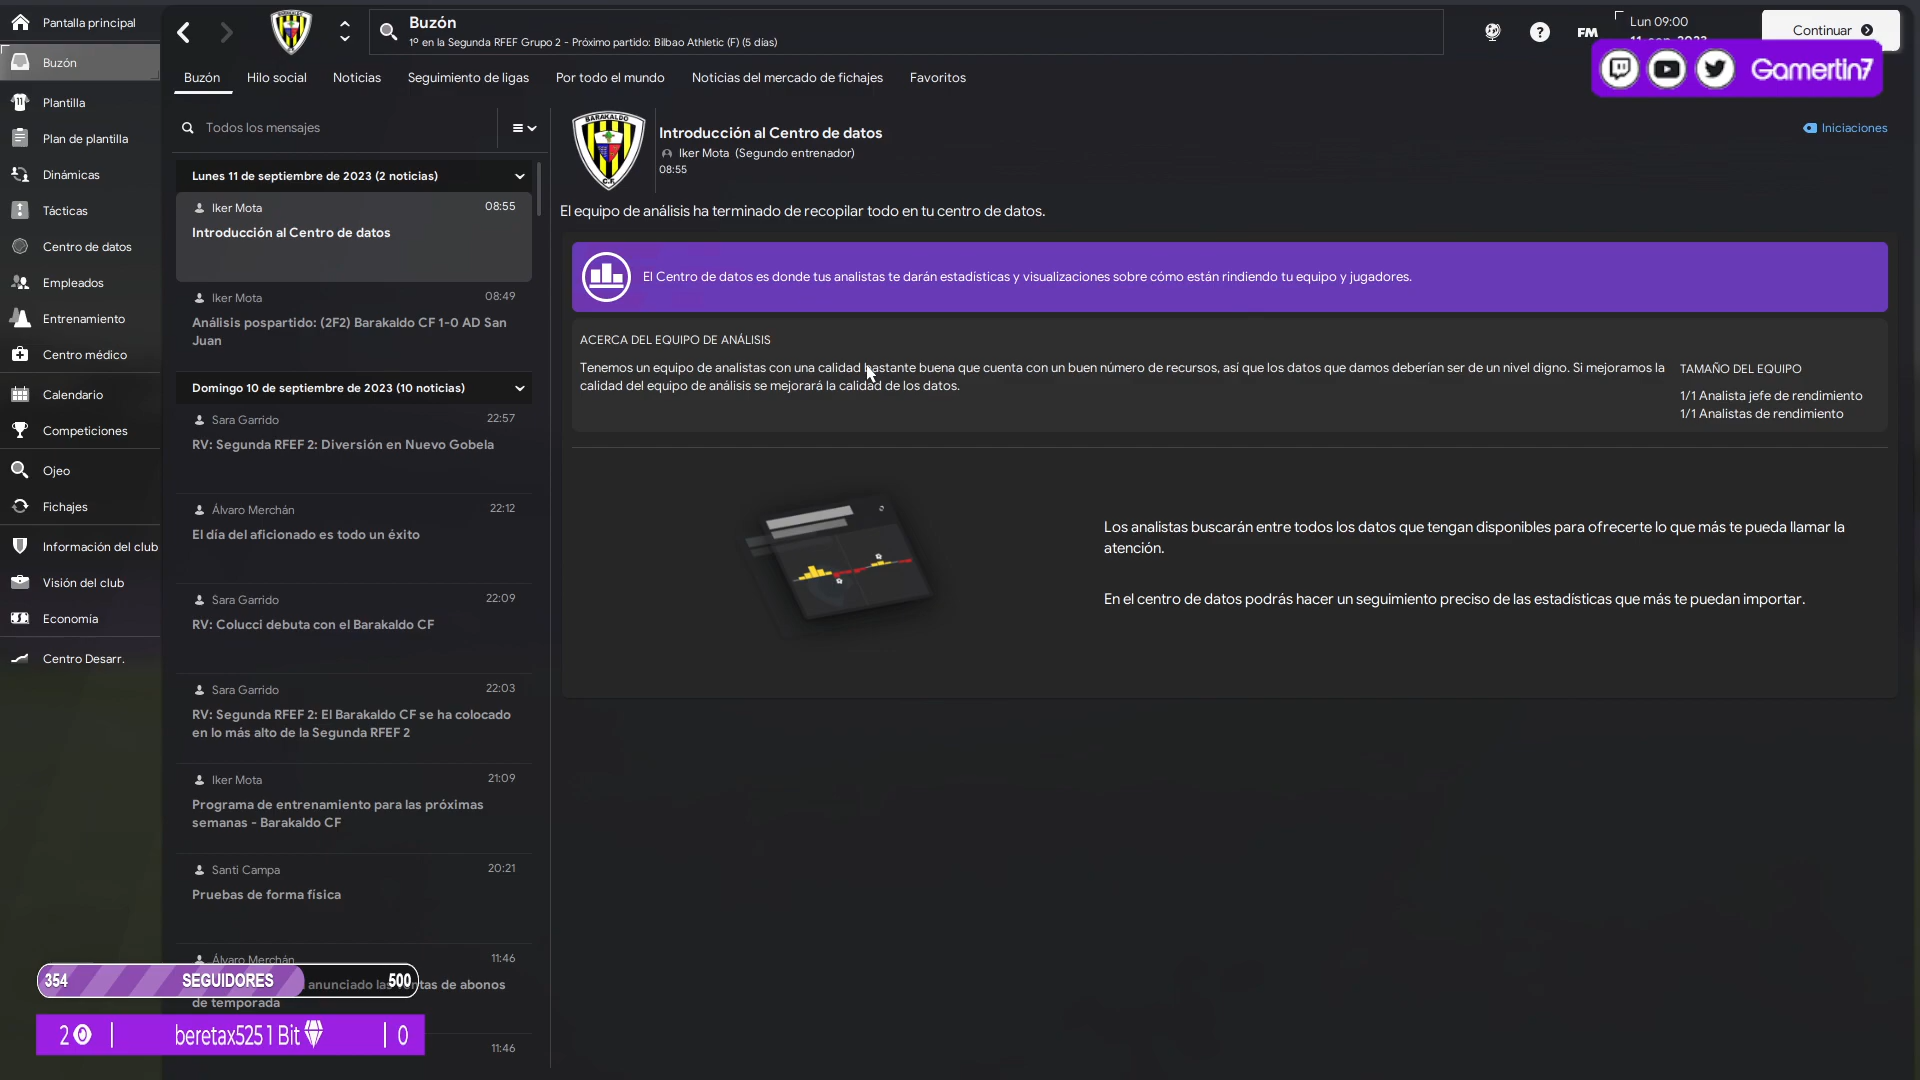 Pantalla principal
Buzón
Plantilla
Plan de plantilla
Dinámicas
Tácticas
Centro de datos
Empleados
Entrenamiento
Centro médico
Calendario
Competiciones
Ojeo
Fichajes
Información del club
Visión del club
Economía
Centro Desarr.
Buzón
1º en la Segunda RFEF Grupo 2 - Próximo partido: Bilbao Athletic (F) (5 días)
FM
Lun 09:00
Continuar
Gamertin7
Buzón
Hilo social
Noticias
Seguimiento de ligas
Por todo el mundo
Noticias del mercado de fichajes
Favoritos
Todos los mensajes
Lunes 11 de septiembre de 2023 (2 noticias)
Iker Mota 08:55
Introducción al Centro de datos
Iker Mota 08:49
Análisis pospartido: (2F2) Barakaldo CF 1-0 AD San
Juan
Domingo 10 de septiembre de 2023 (10 noticias)
Sara Garrido 22:57
RV: Segunda RFEF 2: Diversión en Nuevo Gobela
Álvaro Merchán 22:12
El día del aficionado es todo un éxito
Sara Garrido 22:09
RV: Colucci debuta con el Barakaldo CF
Sara Garrido 22:03
RV: Segunda RFEF 2: El Barakaldo CF se ha colocado
en lo más alto de la Segunda RFEF 2
Iker Mota 21:09
Programa de entrenamiento para las próximas
semanas - Barakaldo CF
Santi Campa 20:21
Pruebas de forma física
Álvaro Merchán 11:46
anunciado las ventas de abonos
de temporada
11:46
354 SEGUIDORES 500
2 beretax525 1 Bit 0
BARAKALDO
C.F.
Introducción al Centro de datos
Iker Mota (Segundo entrenador)
08:55
Iniciaciones
El equipo de análisis ha terminado de recopilar todo en tu centro de datos.
El Centro de datos es donde tus analistas te darán estadísticas y visualizaciones sobre cómo están rindiendo tu equipo y jugadores.
ACERCA DEL EQUIPO DE ANÁLISIS
Tenemos un equipo de analistas con una calidad bastante buena que cuenta con un buen número de recursos, así que los datos que damos deberían ser de un nivel digno. Si mejoramos la
calidad del equipo de análisis se mejorará la calidad de los datos.
TAMAÑO DEL EQUIPO
1/1 Analista jefe de rendimiento
1/1 Analistas de rendimiento
Los analistas buscarán entre todos los datos que tengan disponibles para ofrecerte lo que más te pueda llamar la
atención.
En el centro de datos podrás hacer un seguimiento preciso de las estadísticas que más te puedan importar.